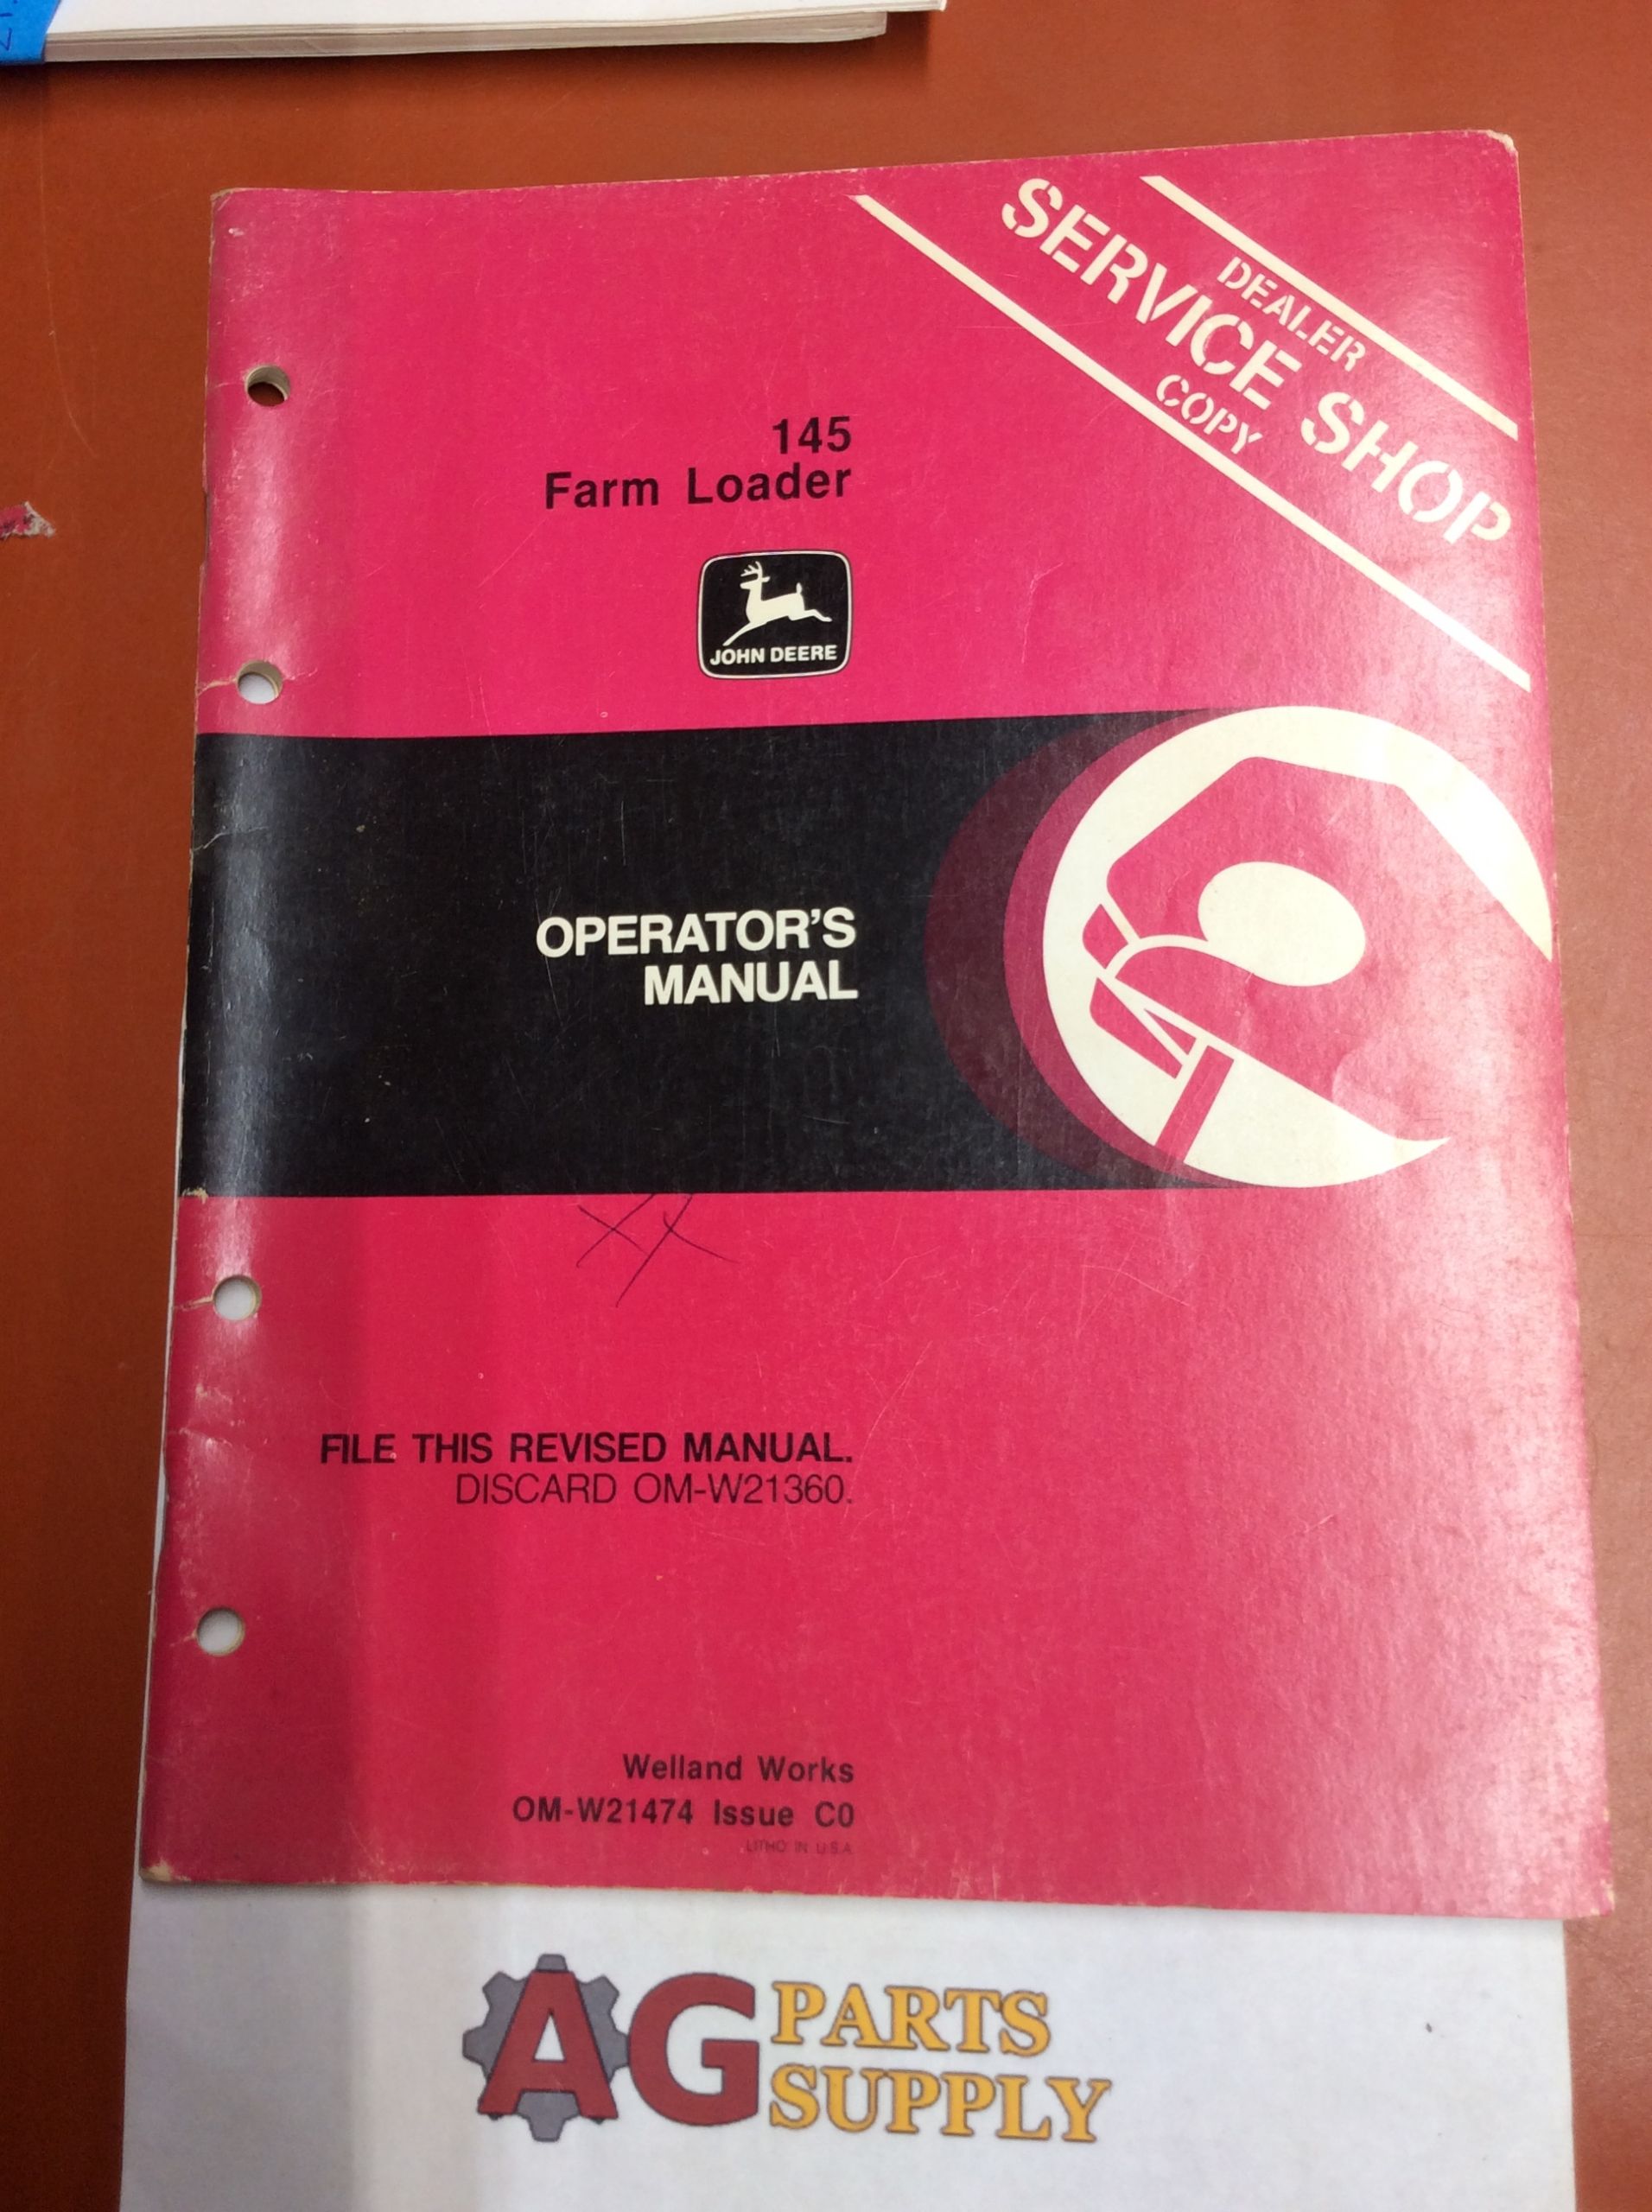 DEALER
SERVICE SHOP
COPY
145
Farm Loader
JOHN DEERE
OPERATOR'S
MANUAL
XX
FILE THIS REVISED MANUAL.
DISCARD OM-W21360.
Welland Works
OM-W21474 Issue C0
LITHO IN U.S.A.
AG PARTS
SUPPLY